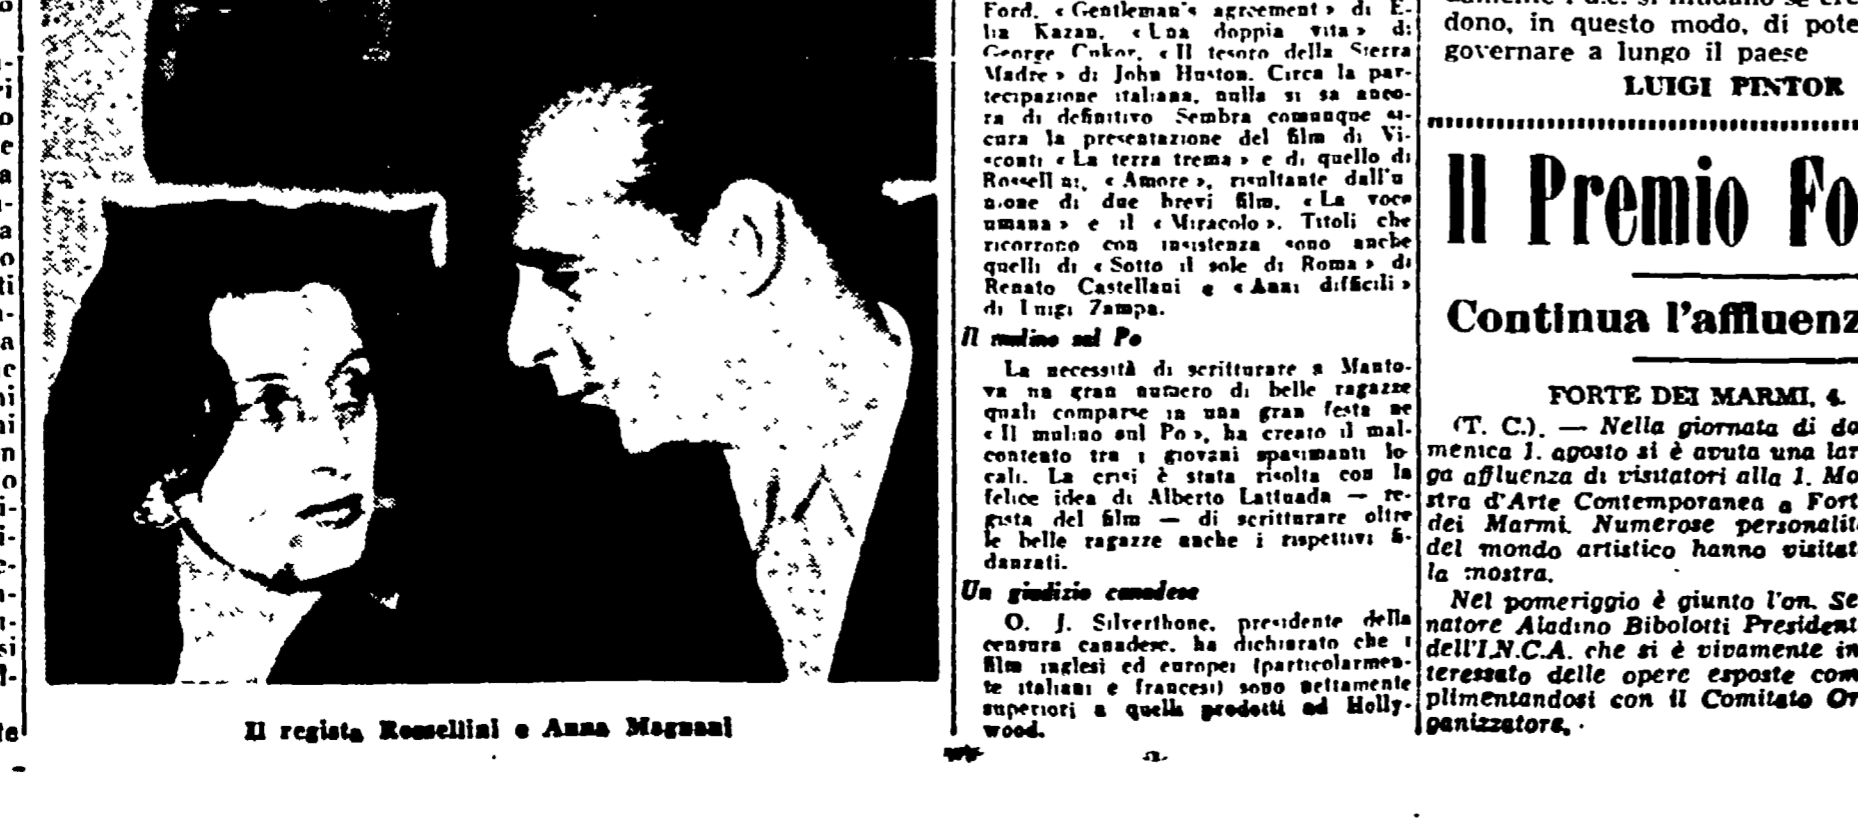 Il regista Rossellini e Anna Magnani
Ford, « Gentleman's agreement » di E-
lia Kazan, « Una doppia vita » di
George Cukor, « Il tesoro della Sierra
Madre » di John Huston. Circa la par-
tecipazione italiana, nulla si sa anco-
ra di definitivo Sembra comunque si-
cura la presentazione del film di Vi-
sconti « La terra trema » e di quello di
Rossellini, « Amore », risultante dall'u
nione di due brevi film, « La voce
umana » e il « Miracolo ». Titoli che
ricorrono con insistenza sono anche
quelli di « Sotto il sole di Roma » di
Renato Castellani e « Anni difficili »
di Luigi Zampa.
Il mulino sul Po
La necessità di scritturare a Manto-
va un gran numero di belle ragazze
quali comparse in una gran festa ne
« Il mulino sul Po », ha creato il mal-
contento tra i giovani spasimanti lo-
cali. La crisi è stata risolta con la
felice idea di Alberto Lattuada — re-
gista del film — di scritturare oltre
le belle ragazze anche i rispettivi fi-
danzati.
Un giudizio canadese
O. J. Silverthone, presidente della
censura canadese, ha dichiarato che i
film inglesi ed europei (particolarmen-
te italiani e francesi) sono nettamente
superiori a quelli prodotti ad Holly-
wood.
dono, in questo modo, di pote
governare a lungo il paese
LUIGI PINTOR
Il Premio Fo
Continua l'affluenz
FORTE DEI MARMI, 4.
(T. C.). — Nella giornata di do
menica 1. agosto si è avuta una lar
ga affluenza di visitatori alla 1. Mo
stra d'Arte Contemporanea a Fort
dei Marmi. Numerose personalit
del mondo artistico hanno visitat
la mostra.
Nel pomeriggio è giunto l'on. Se
natore Aladino Bibolotti President
dell'I.N.C.A. che si è vivamente in
teressato delle opere esposte com
plimentandosi con il Comitato Or
ganizzatore.